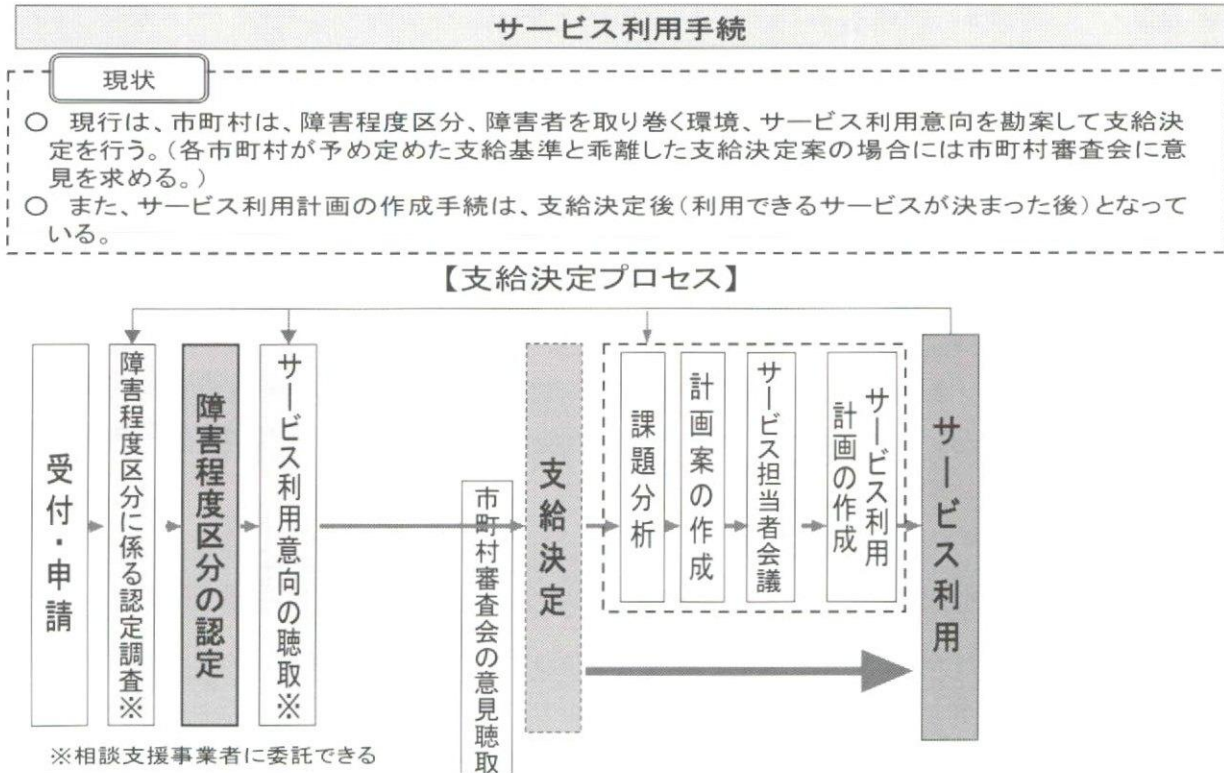 サービス利用手続
現状
○ 現行は、市町村は、障害程度区分、障害者を取り巻く環境、サービス利用意向を勘案して支給決
定を行う。(各市町村が予め定めた支給基準と乖離した支給決定案の場合には市町村審査会に意
見を求める。)
○ また、サービス利用計画の作成手続は、支給決定後(利用できるサービスが決まった後)となって
いる。
【支給決定プロセス】
受付・申請
障害程度区分に係る認定調査※
障害程度区分の認定
サービス利用意向の聴取※
市町村審査会の意見聴取
支給決定
課題分析
計画案の作成
サービス担当者会議
サービス利用
計画の作成
サービス利用
※相談支援事業者に委託できる